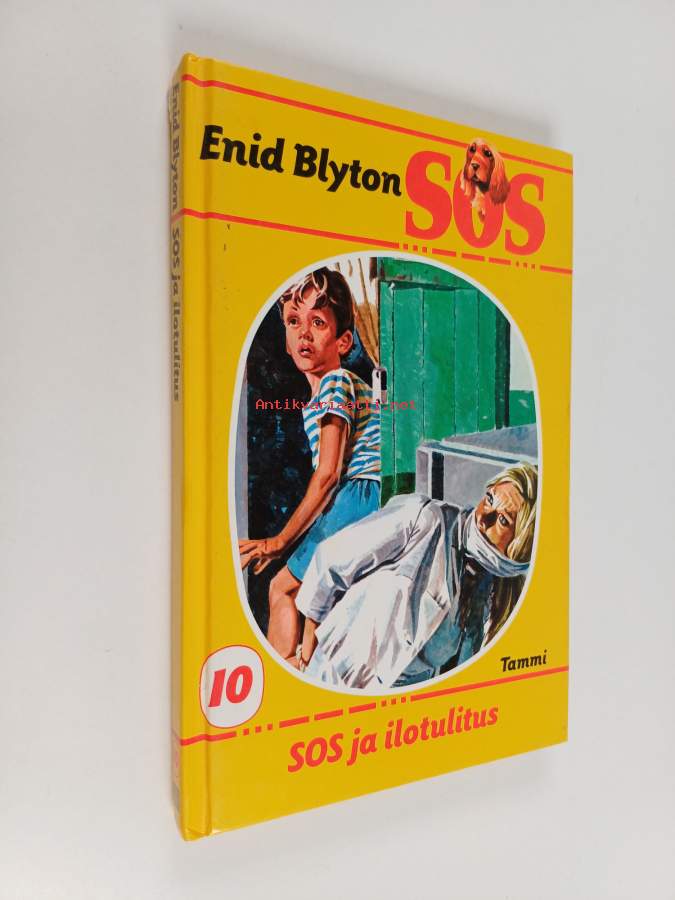 Enid Blyton
SOS
Enid Blyton SOS ja ilotulitus
Antikvariaatti.net
Tammi
10
SOS ja ilotulitus